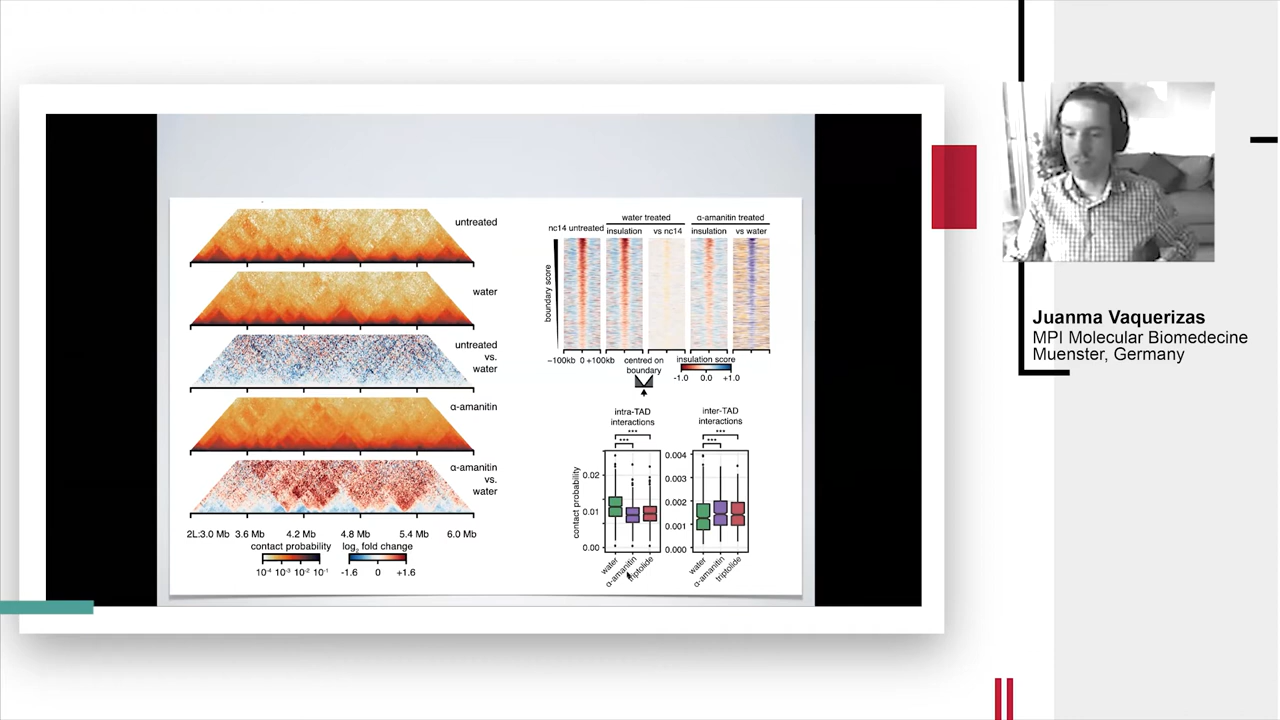 untreated
water
untreated
vs.
water
α-amanitin
α-amanitin
vs.
water
2L:3.0 Mb 3.6 Mb 4.2 Mb 4.8 Mb 5.4 Mb 6.0 Mb
contact probability
10-4 10-3 10-2 10-1
log2 fold change
-1.6 0 +1.6
water treated
α-amanitin treated
nc14 untreated
insulation
vs nc14
insulation
vs water
boundary score
−100kb 0 +100kb
centred on
boundary
insulation score
-1.0 0.0 +1.0
intra-TAD
interactions
***
***
contact probability
0.02
0.01
0.00
water
α-amanitin
triptolide
inter-TAD
interactions
***
***
0.004
0.003
0.002
0.001
0.000
water
α-amanitin
triptolide
Juanma Vaquerizas
MPI Molecular Biomedecine
Muenster, Germany